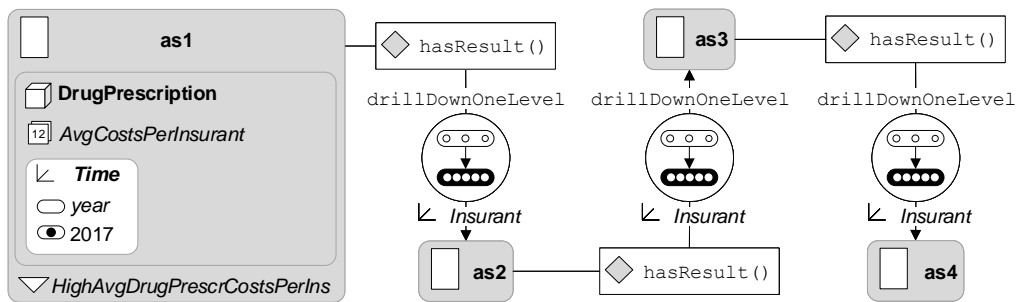 as1
DrugPrescription
12 AvgCostsPerInsurant
Time
year
2017
HighAvgDrugPrescrCostsPerIns
hasResult()
drillDownOneLevel
Insurant
as2
hasResult()
as3
drillDownOneLevel
Insurant
hasResult()
drillDownOneLevel
Insurant
as4